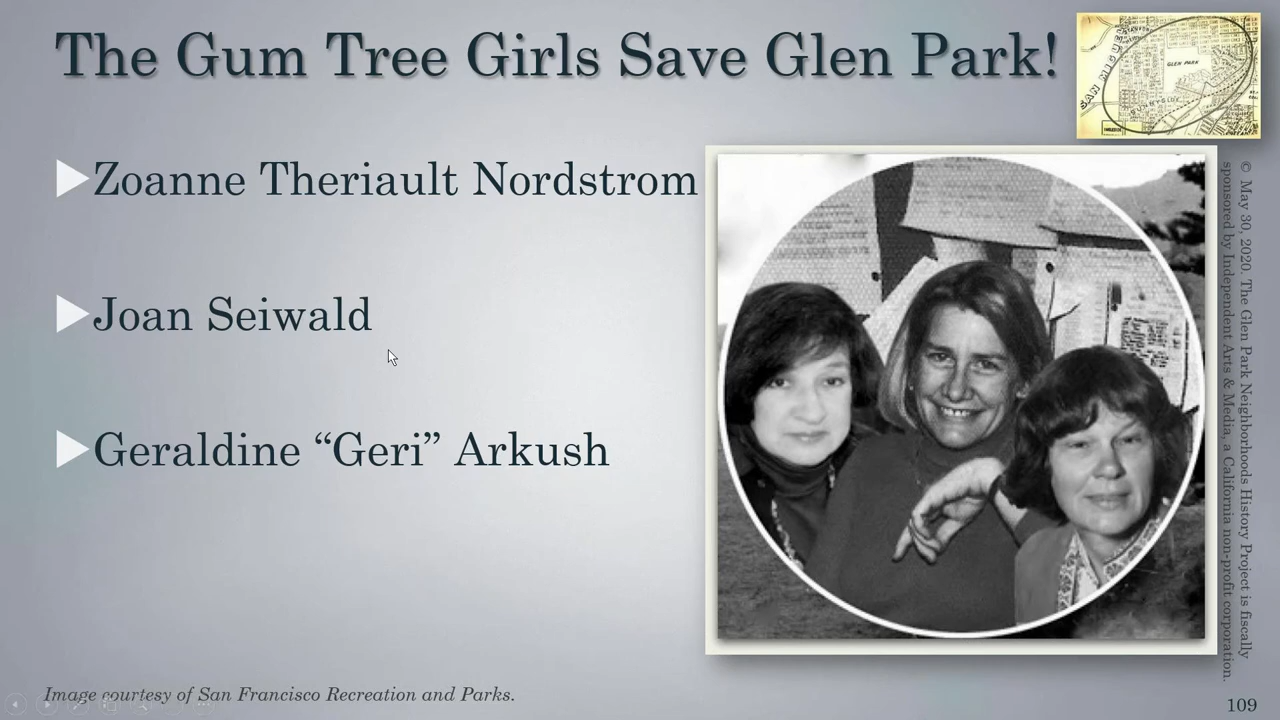 The Gum Tree Girls Save Glen Park!
GLEN PARK
Zoanne Theriault Nordstrom
Joan Seiwald
Geraldine “Geri” Arkush
© May 30, 2020. The Glen Park Neighborhoods History Project is fiscally
sponsored by Independent Arts & Media, a California non-profit corporation.
Image courtesy of San Francisco Recreation and Parks.
109